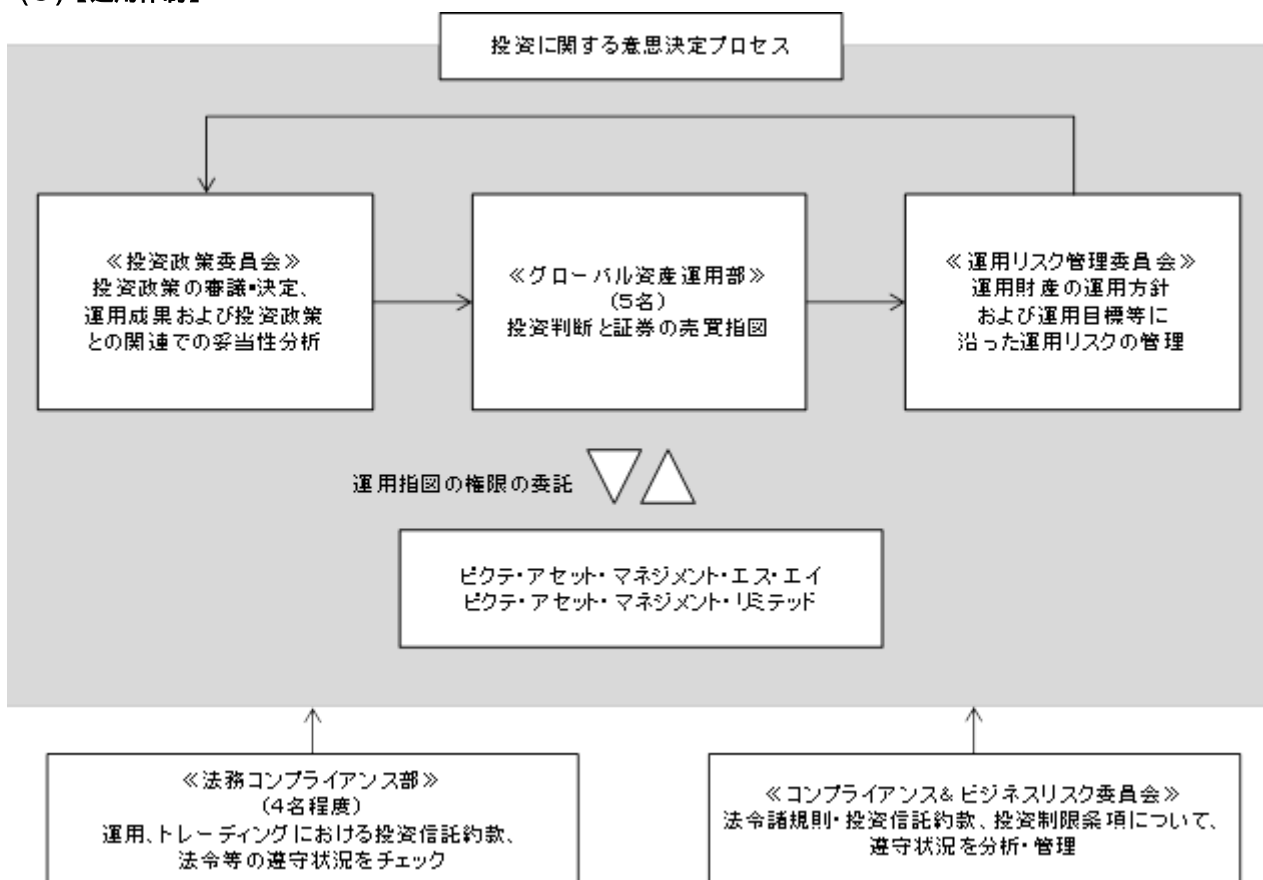 投資に関する意思決定プロセス
≪投資政策委員会≫
投資政策の審議・決定、
運用成果および投資政策
との関連での妥当性分析
≪グローバル資産運用部≫
(5名)
投資判断と証券の売買指図
≪運用リスク管理委員会≫
運用財産の運用方針
および運用目標等に
沿った運用リスクの管理
運用指図の権限の委託
ピクテ・アセット・マネジメント・エス・エイ
ピクテ・アセット・マネジメント・リミテッド
≪法務コンプライアンス部≫
(4名程度)
運用、トレーディングにおける投資信託約款、
法令等の遵守状況をチェック
≪コンプライアンス&ビジネスリスク委員会≫
法令諸規則・投資信託約款、投資制限条項について、
遵守状況を分析・管理